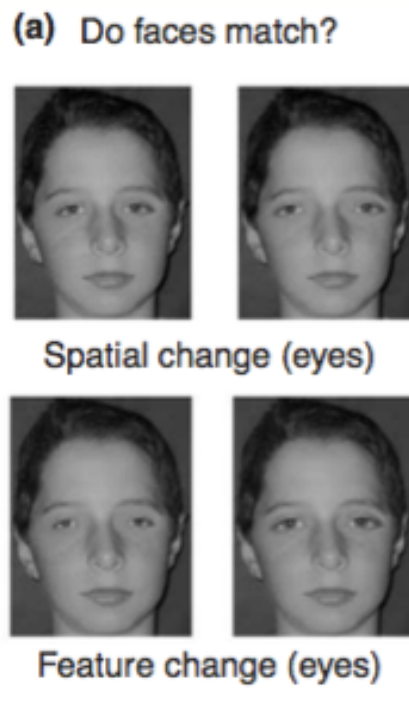 (a) Do faces match?
Spatial change (eyes)
Feature change (eyes)